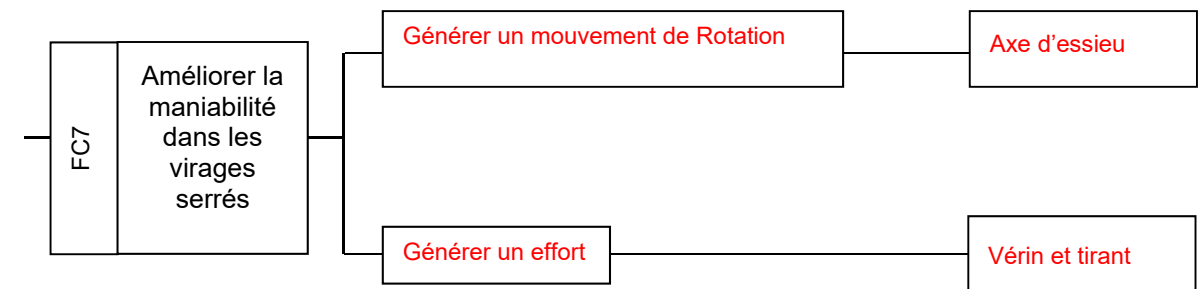 FC7
Améliorer la
maniabilité
dans les
virages
serrés
Générer un mouvement de Rotation
Axe d’essieu
Générer un effort
Vérin et tirant